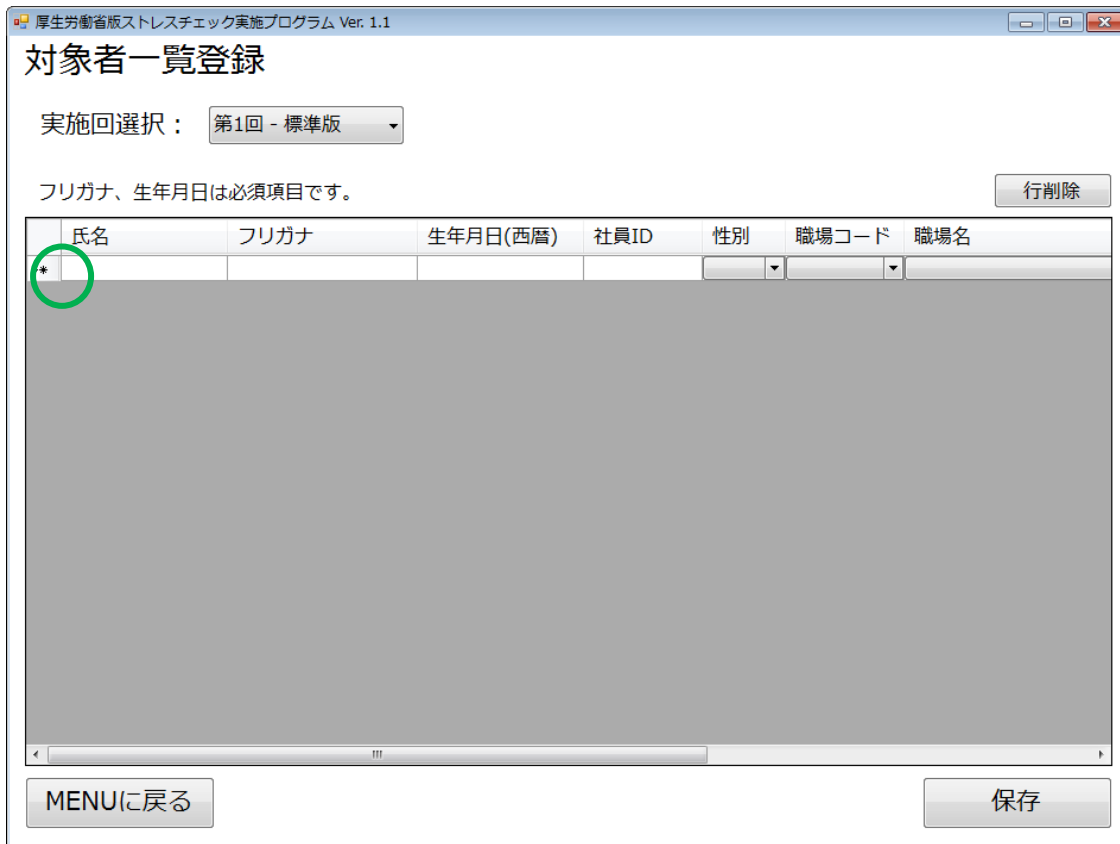 厚生労働省版ストレスチェック実施プログラム Ver. 1.1
対象者一覧登録
実施回選択： 第1回 - 標準版
フリガナ、生年月日は必須項目です。 行削除
氏名 フリガナ 生年月日(西暦) 社員ID 性別 職場コード 職場名
*
MENUに戻る 保存